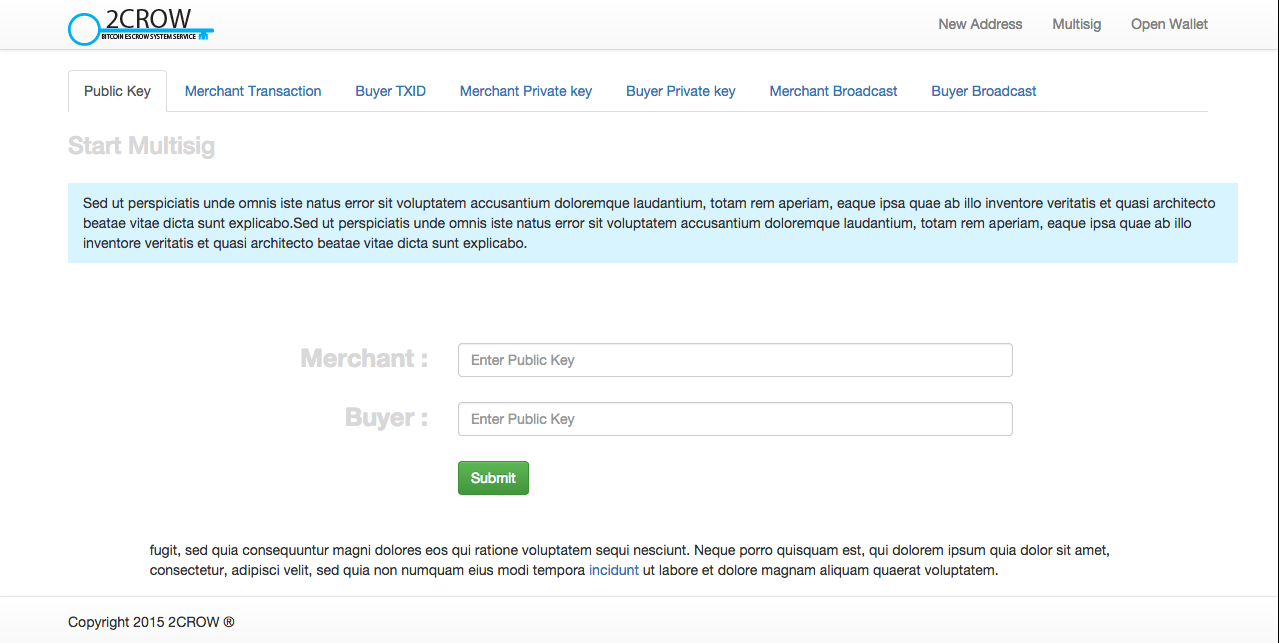 2CROW
BITCOIN ESCROW SYSTEM SERVICE
New Address Multisig Open Wallet
Public Key Merchant Transaction Buyer TXID Merchant Private key Buyer Private key Merchant Broadcast Buyer Broadcast
Start Multisig
Sed ut perspiciatis unde omnis iste natus error sit voluptatem accusantium doloremque laudantium, totam rem aperiam, eaque ipsa quae ab illo inventore veritatis et quasi architecto
beatae vitae dicta sunt explicabo.Sed ut perspiciatis unde omnis iste natus error sit voluptatem accusantium doloremque laudantium, totam rem aperiam, eaque ipsa quae ab illo
inventore veritatis et quasi architecto beatae vitae dicta sunt explicabo.
Merchant : Enter Public Key
Buyer : Enter Public Key
Submit
fugit, sed quia consequuntur magni dolores eos qui ratione voluptatem sequi nesciunt. Neque porro quisquam est, qui dolorem ipsum quia dolor sit amet,
consectetur, adipisci velit, sed quia non numquam eius modi tempora incidunt ut labore et dolore magnam aliquam quaerat voluptatem.
Copyright 2015 2CROW ®